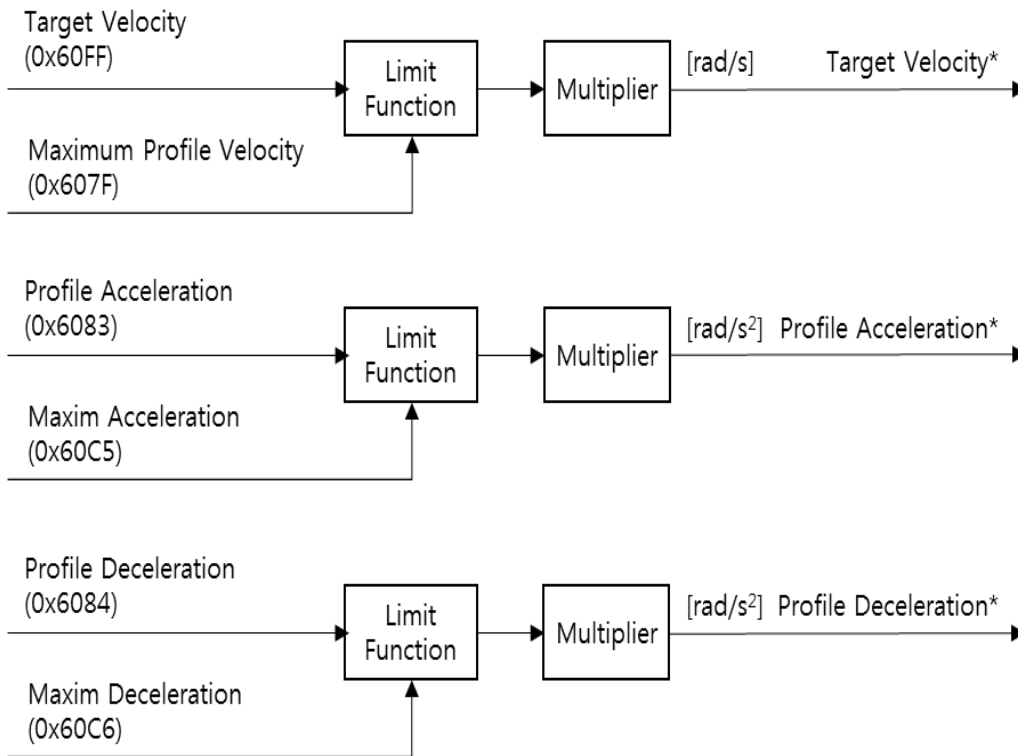 Target Velocity
(0x60FF)
Limit
Function
Multiplier
[rad/s] Target Velocity*
Maximum Profile Velocity
(0x607F)
Profile Acceleration
(0x6083)
Limit
Function
Multiplier
[rad/s²] Profile Acceleration*
Maxim Acceleration
(0x60C5)
Profile Deceleration
(0x6084)
Limit
Function
Multiplier
[rad/s²] Profile Deceleration*
Maxim Deceleration
(0x60C6)